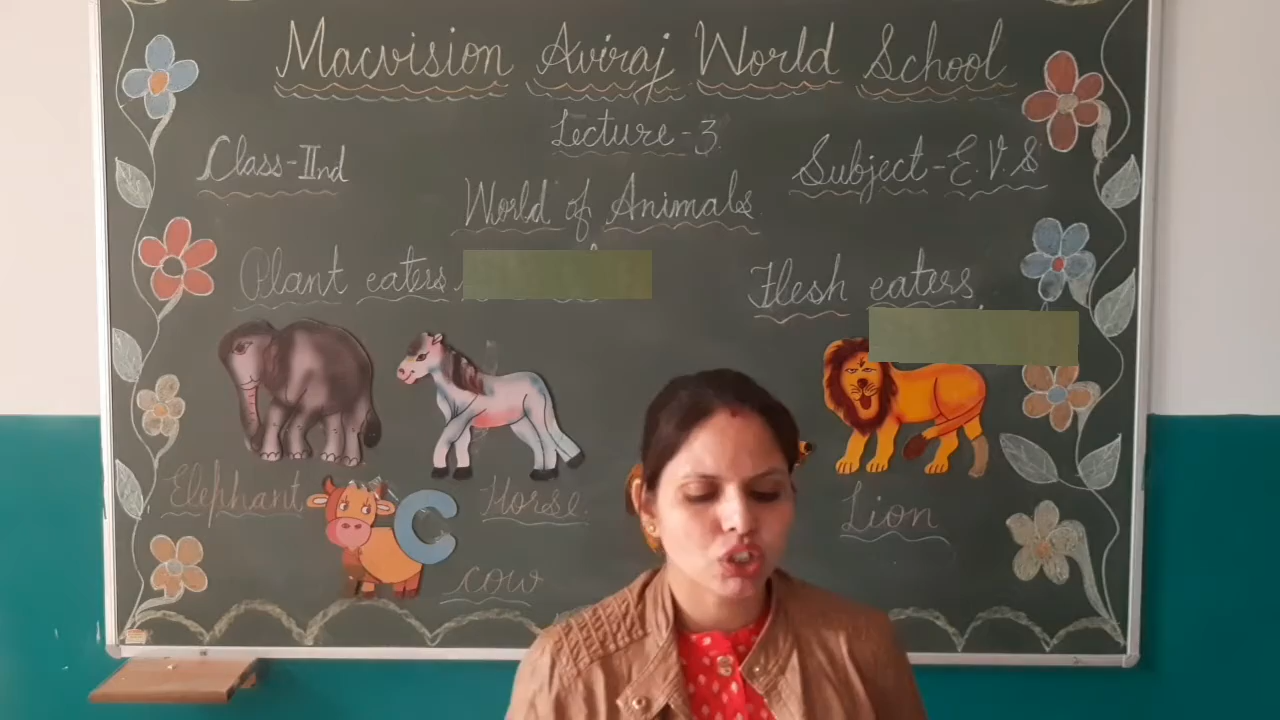 Macvision Aviraj World School
Lecture-3
Class-IInd
Subject-E.V.S
World of Animals
Plant eaters
Flesh eaters
Elephant
Horse
Lion
C
cow